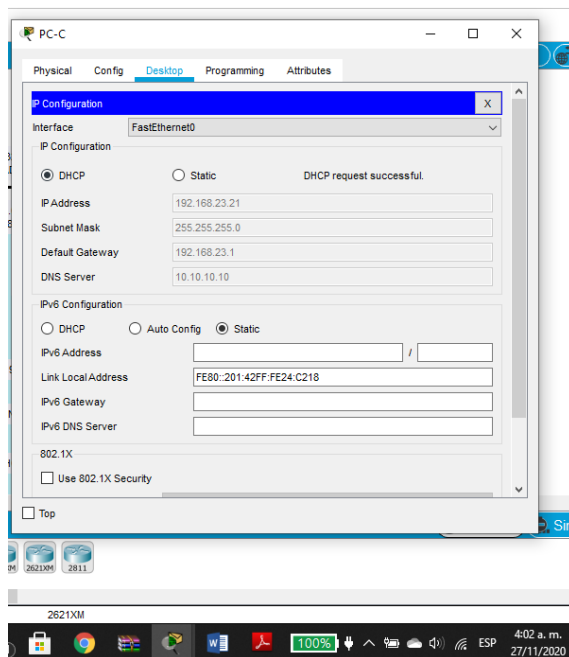 PC-C
Physical Config Desktop Programming Attributes
IP Configuration X
Interface FastEthernet0
IP Configuration
DHCP Static DHCP request successful.
IP Address 192.168.23.21
Subnet Mask 255.255.255.0
Default Gateway 192.168.23.1
DNS Server 10.10.10.10
IPv6 Configuration
DHCP Auto Config Static
IPv6 Address /
Link Local Address FE80::201:42FF:FE24:C218
IPv6 Gateway
IPv6 DNS Server
802.1X
Use 802.1X Security
Top
2621XM 2811
2621XM
100% ESP 4:02 a. m.
27/11/2020